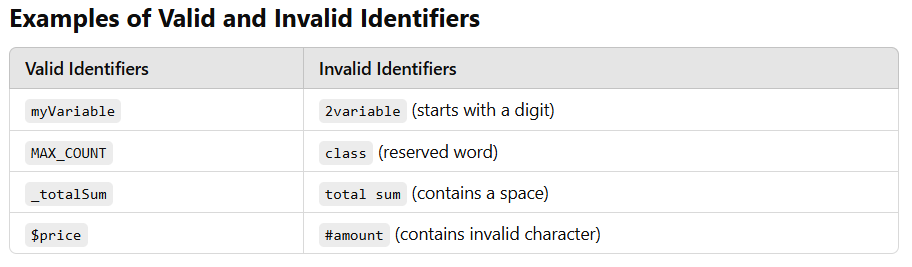 Examples of Valid and Invalid Identifiers
Valid Identifiers Invalid Identifiers
myVariable 2variable (starts with a digit)
MAX_COUNT class (reserved word)
_totalSum total sum (contains a space)
$price #amount (contains invalid character)